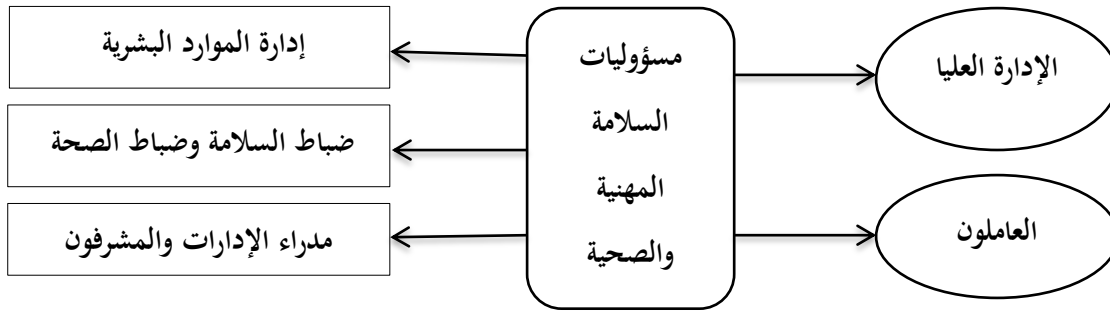 مسؤوليات
السلامة
المهنية
والصحية
الإدارة العليا
العاملون
إدارة الموارد البشرية
ضباط السلامة وضباط الصحة
مدراء الإدارات والمشرفون